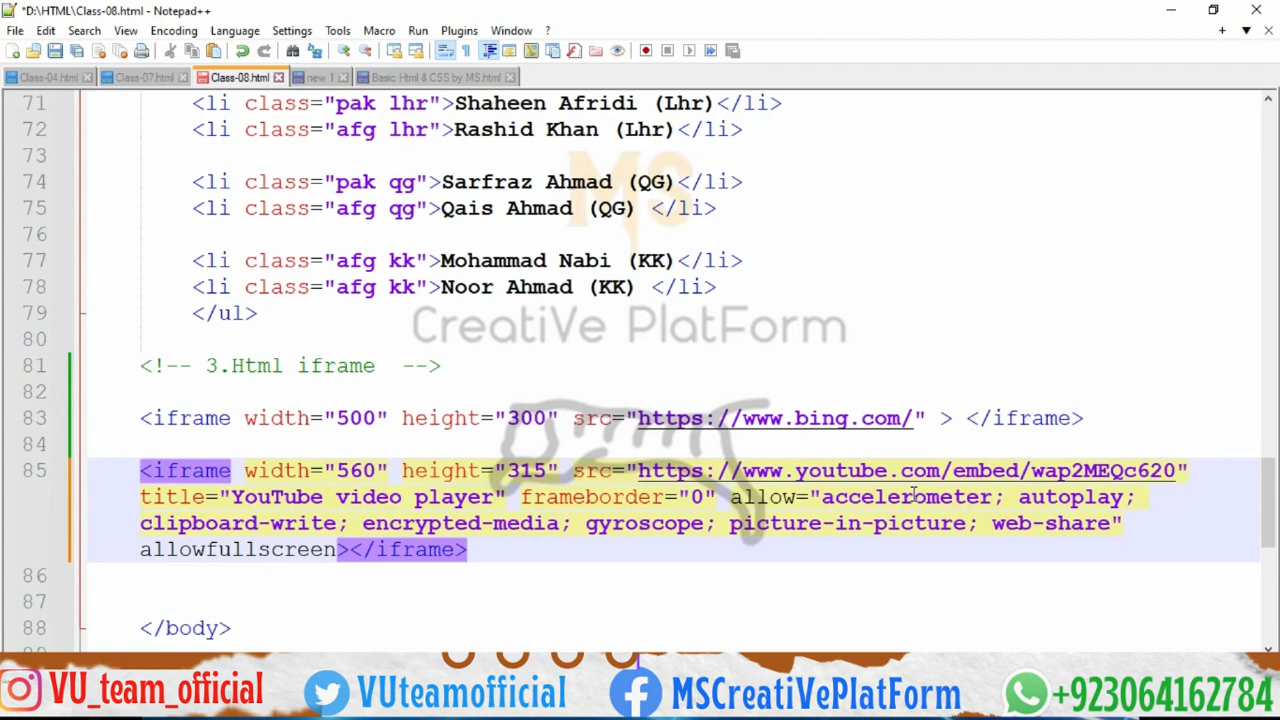 *D:\HTML\Class-08.html - Notepad++
File Edit Search View Encoding Language Settings Tools Macro Run Plugins Window ?
Class-04.html Class-07.html Class-08.html new 1 Basic Html & CSS by MS.html
71 <li class="pak lhr">Shaheen Afridi (Lhr)</li>
72 <li class="afg lhr">Rashid Khan (Lhr)</li>
73
74 <li class="pak qg">Sarfraz Ahmad (QG)</li>
75 <li class="afg qg">Qais Ahmad (QG) </li>
76
77 <li class="afg kk">Mohammad Nabi (KK)</li>
78 <li class="afg kk">Noor Ahmad (KK) </li>
79 </ul>
80
81 <!-- 3.Html iframe -->
82
83 <iframe width="500" height="300" src="https://www.bing.com/" > </iframe>
84
85 <iframe width="560" height="315" src="https://www.youtube.com/embed/wap2MEQc620"
title="YouTube video player" frameborder="0" allow="accelerometer; autoplay;
clipboard-write; encrypted-media; gyroscope; picture-in-picture; web-share"
allowfullscreen></iframe>
86
87
88 </body>
MS
CreatiVe PlatForm
VU_team_official VUteamofficial MSCreatiVePlatForm +923064162784